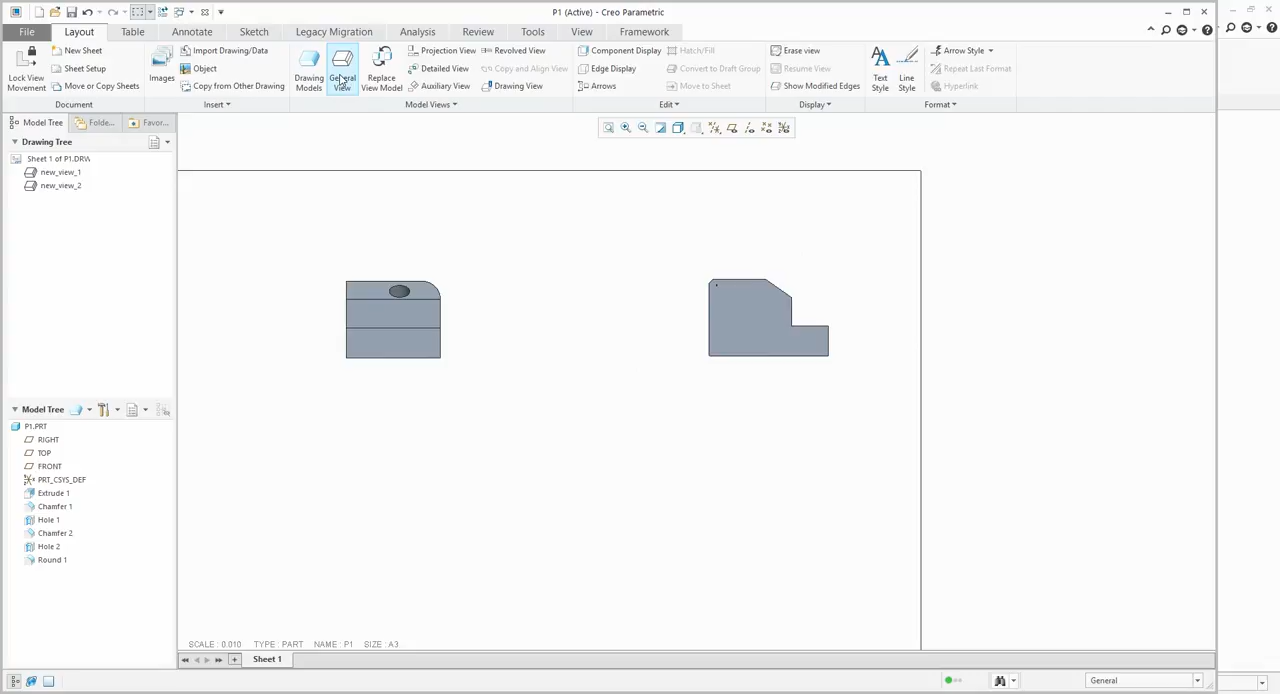 P1 (Active) - Creo Parametric
File Layout Table Annotate Sketch Legacy Migration Analysis Review Tools View Framework
Lock View Movement
New Sheet
Sheet Setup
Move or Copy Sheets
Document
Images
Import Drawing/Data
Object
Copy from Other Drawing
Insert
Drawing Models
General View
Replace View Model
Projection View
Detailed View
Auxiliary View
Revolved View
Copy and Align View
Drawing View
Model Views
Component Display
Edge Display
Arrows
Hatch/Fill
Convert to Draft Group
Move to Sheet
Edit
Erase view
Resume View
Show Modified Edges
Display
Text Style
Line Style
Arrow Style
Repeat Last Format
Hyperlink
Format
Model Tree Folde... Favor...
Drawing Tree
Sheet 1 of P1.DRW
new_view_1
new_view_2
Model Tree
P1.PRT
RIGHT
TOP
FRONT
PRT_CSYS_DEF
Extrude 1
Chamfer 1
Hole 1
Chamfer 2
Hole 2
Round 1
SCALE : 0.010 TYPE : PART NAME : P1 SIZE : A3
Sheet 1
General